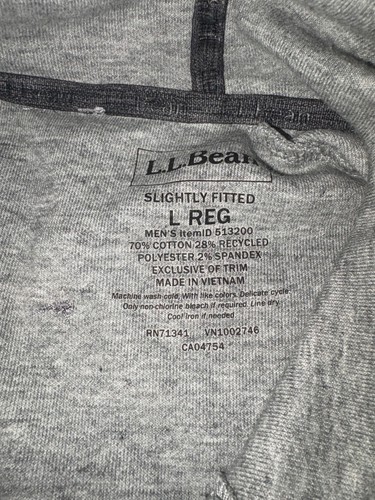 L.L.Bean
SLIGHTLY FITTED
L REG
MEN'S ItemID 513200
70% COTTON 28% RECYCLED
POLYESTER 2% SPANDEX
EXCLUSIVE OF TRIM
MADE IN VIETNAM
Machine wash cold. With like colors. Delicate cycle.
Only non-chlorine bleach if required. Line dry.
Cool iron if needed.
RN71341 VN1002746
CA04754